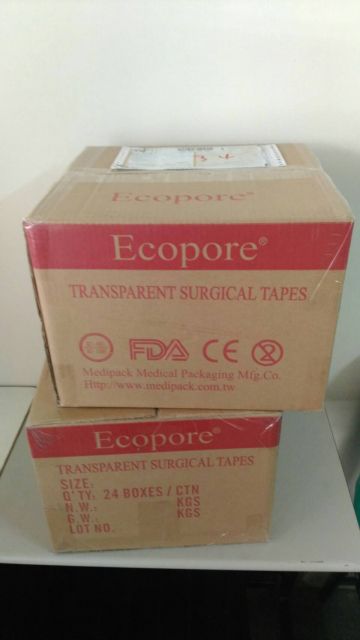 Ecopore
Ecopore®
TRANSPARENT SURGICAL TAPES
FDA CE
Medipack Medical Packaging Mfg.Co.
Http://www.medipack.com.tw
Ecopore®
TRANSPARENT SURGICAL TAPES
SIZE:
Q'TY: 24 BOXES / CTN
N.W.: KGS
G.W.: KGS
LOT NO.